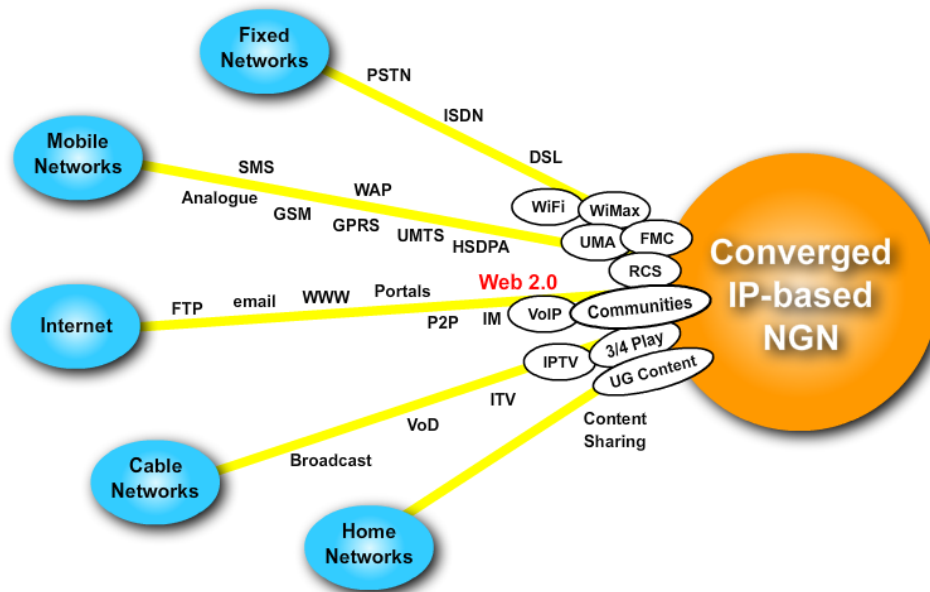 Fixed
Networks
PSTN
ISDN
DSL
Mobile
Networks
SMS
WAP
Analogue
GSM
GPRS
UMTS
HSDPA
WiFi
WiMax
UMA
FMC
RCS
Converged
IP-based
NGN
Internet
FTP
email
WWW
Portals
Web 2.0
P2P
IM
VoIP
Communities
IPTV
3/4 Play
UG Content
ITV
VoD
Broadcast
Cable
Networks
Content
Sharing
Home
Networks